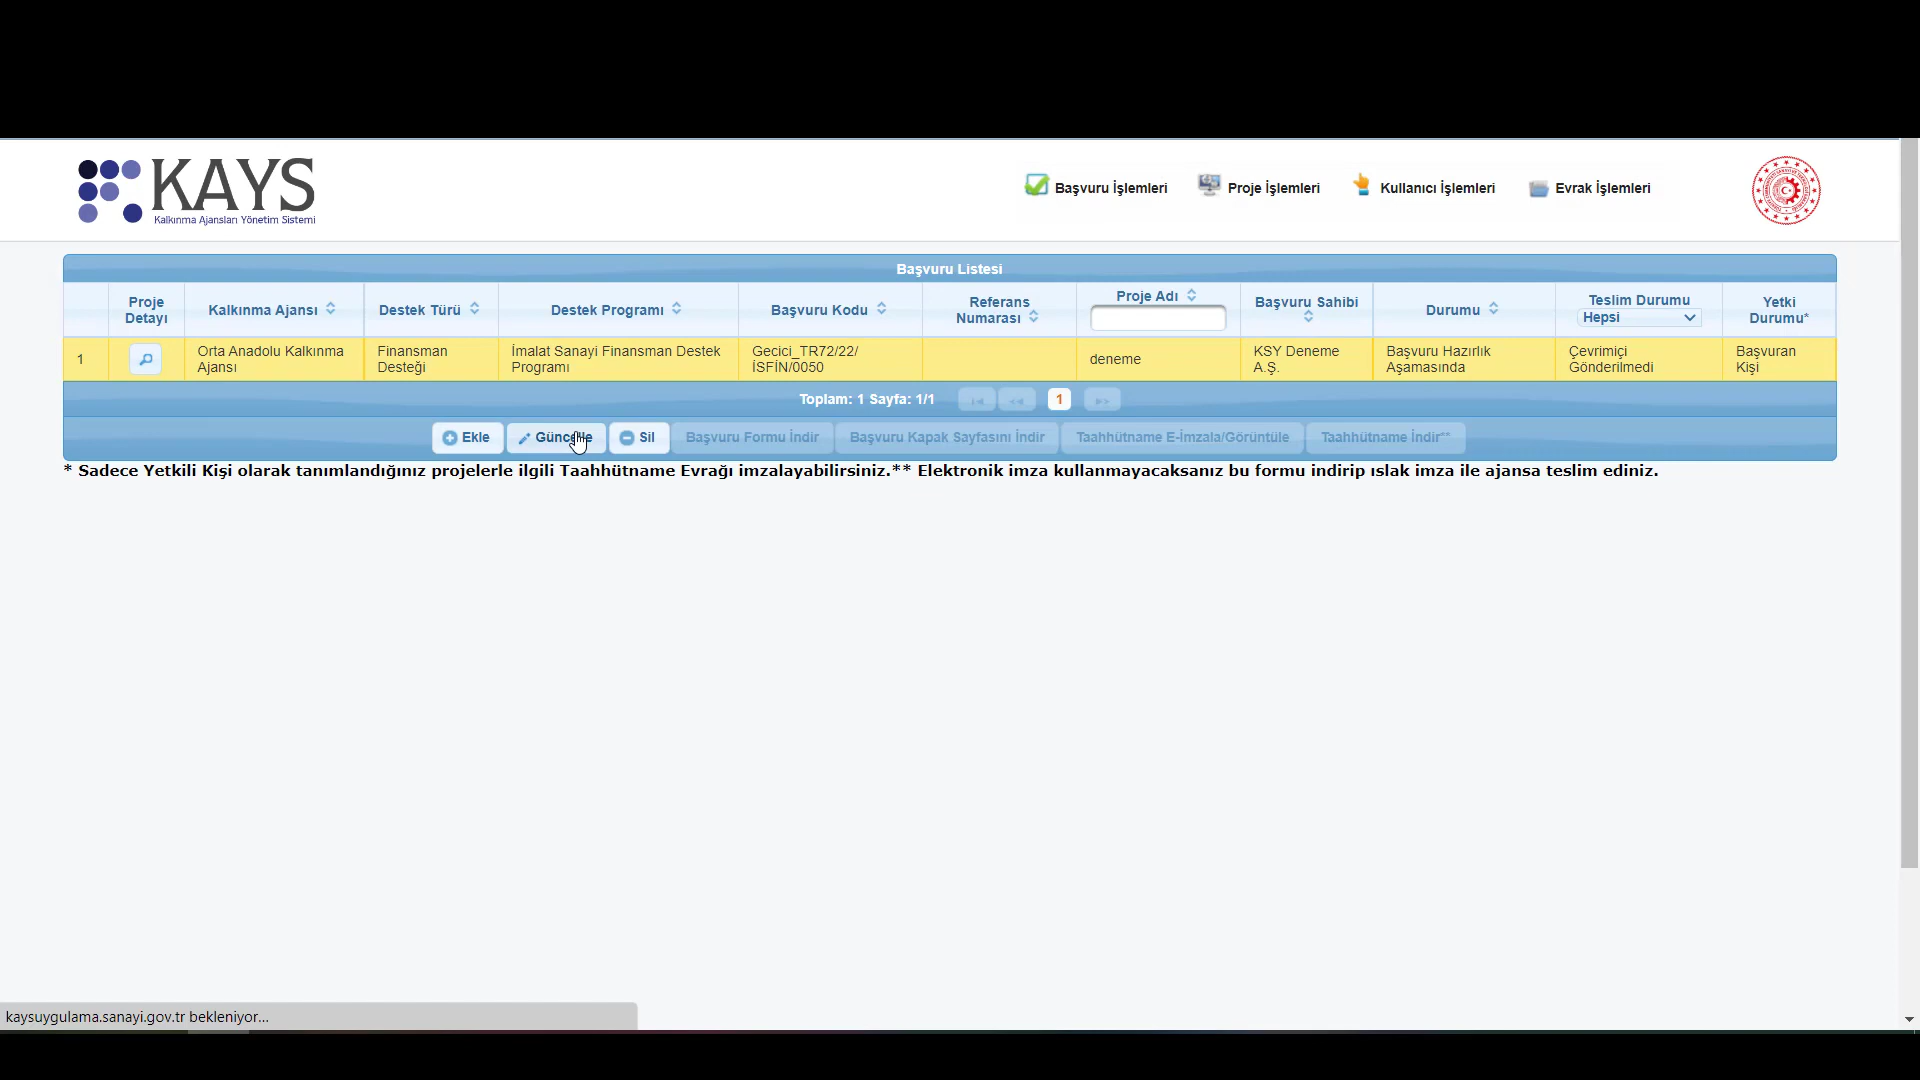 KAYS
Kalkınma Ajansları Yönetim Sistemi
Başvuru İşlemleri
Proje İşlemleri
Kullanıcı İşlemleri
Evrak İşlemleri
Başvuru Listesi
Proje Detayı
Kalkınma Ajansı
Destek Türü
Destek Programı
Başvuru Kodu
Referans Numarası
Proje Adı
Başvuru Sahibi
Durumu
Teslim Durumu
Hepsi
Yetki Durumu*
1
Orta Anadolu Kalkınma Ajansı
Finansman Desteği
İmalat Sanayi Finansman Destek Programı
Gecici_TR72/22/İSFİN/0050
deneme
KSY Deneme A.Ş.
Başvuru Hazırlık Aşamasında
Çevrimiçi Gönderilmedi
Başvuran Kişi
Toplam: 1 Sayfa: 1/1
1
Ekle
Güncelle
Sil
Başvuru Formu İndir
Başvuru Kapak Sayfasını İndir
Taahhütname E-İmzala/Görüntüle
Taahhütname İndir**
* Sadece Yetkili Kişi olarak tanımlandığınız projelerle ilgili Taahhütname Evrağı imzalayabilirsiniz.** Elektronik imza kullanmayacaksanız bu formu indirip ıslak imza ile ajansa teslim ediniz.
kaysuygulama.sanayi.gov.tr bekleniyor...